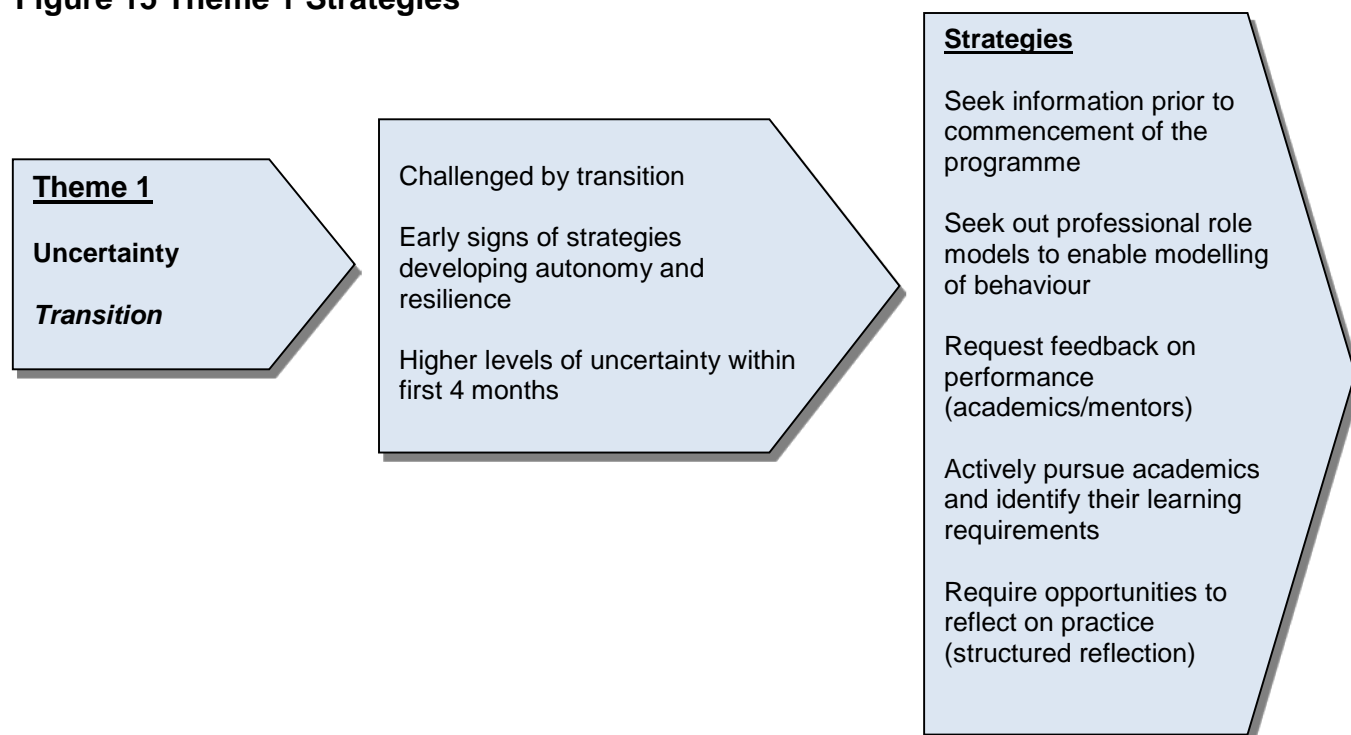 Figure 15 Theme 1 Strategies
Theme 1
Uncertainty
Transition
Challenged by transition
Early signs of strategies
developing autonomy and
resilience
Higher levels of uncertainty within
first 4 months
Strategies
Seek information prior to
commencement of the
programme
Seek out professional role
models to enable modelling
of behaviour
Request feedback on
performance
(academics/mentors)
Actively pursue academics
and identify their learning
requirements
Require opportunities to
reflect on practice
(structured reflection)